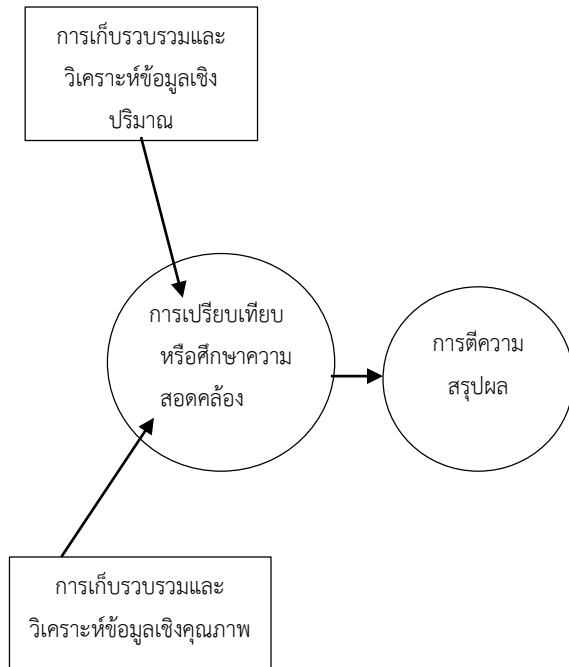 การเก็บรวบรวมและ
วิเคราะห์ข้อมูลเชิง
ปริมาณ
การเปรียบเทียบ
หรือศึกษาความ
สอดคล้อง
การตีความ
สรุปผล
การเก็บรวบรวมและ
วิเคราะห์ข้อมูลเชิงคุณภาพ